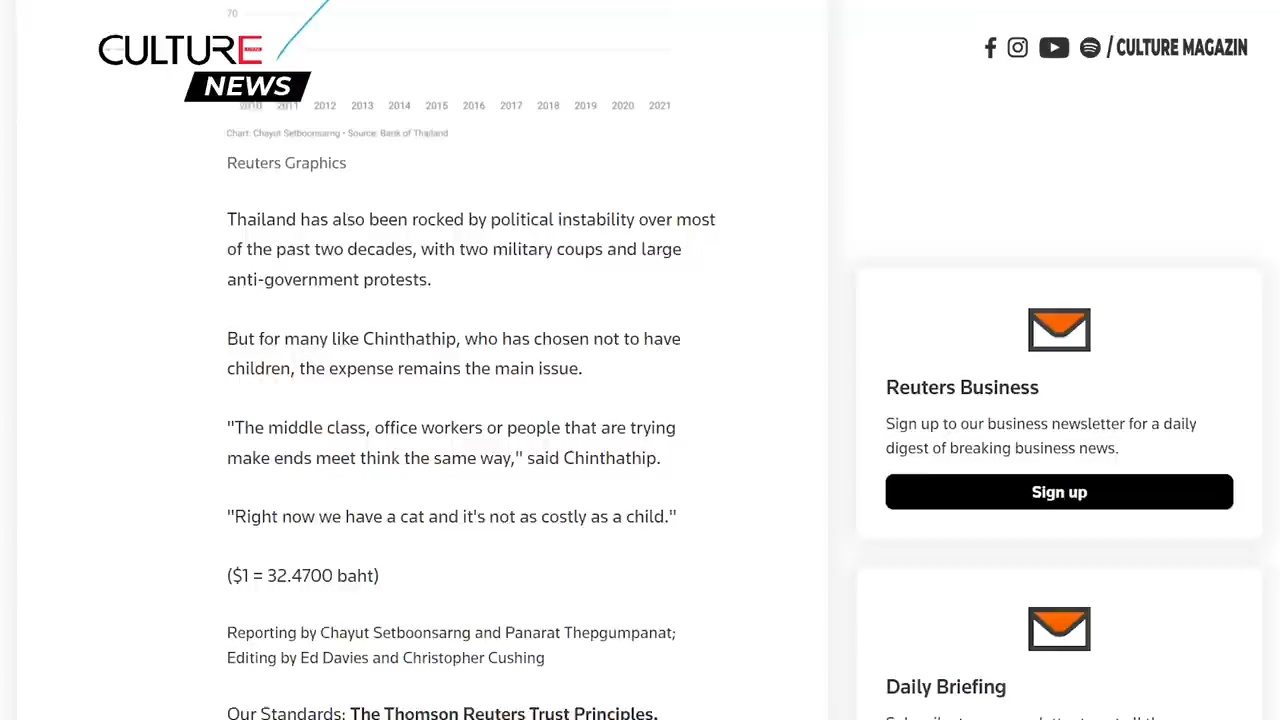 70
CULTURE
NEWS
/ CULTURE MAGAZIN
2010 2011 2012 2013 2014 2015 2016 2017 2018 2019 2020 2021
Chart: Chayut Setboonsarng • Source: Bank of Thailand
Reuters Graphics
Thailand has also been rocked by political instability over most
of the past two decades, with two military coups and large
anti-government protests.
But for many like Chinthathip, who has chosen not to have
children, the expense remains the main issue.
"The middle class, office workers or people that are trying
make ends meet think the same way," said Chinthathip.
"Right now we have a cat and it's not as costly as a child."
($1 = 32.4700 baht)
Reporting by Chayut Setboonsarng and Panarat Thepgumpanat;
Editing by Ed Davies and Christopher Cushing
Our Standards: The Thomson Reuters Trust Principles.
Reuters Business
Sign up to our business newsletter for a daily
digest of breaking business news.
Sign up
Daily Briefing